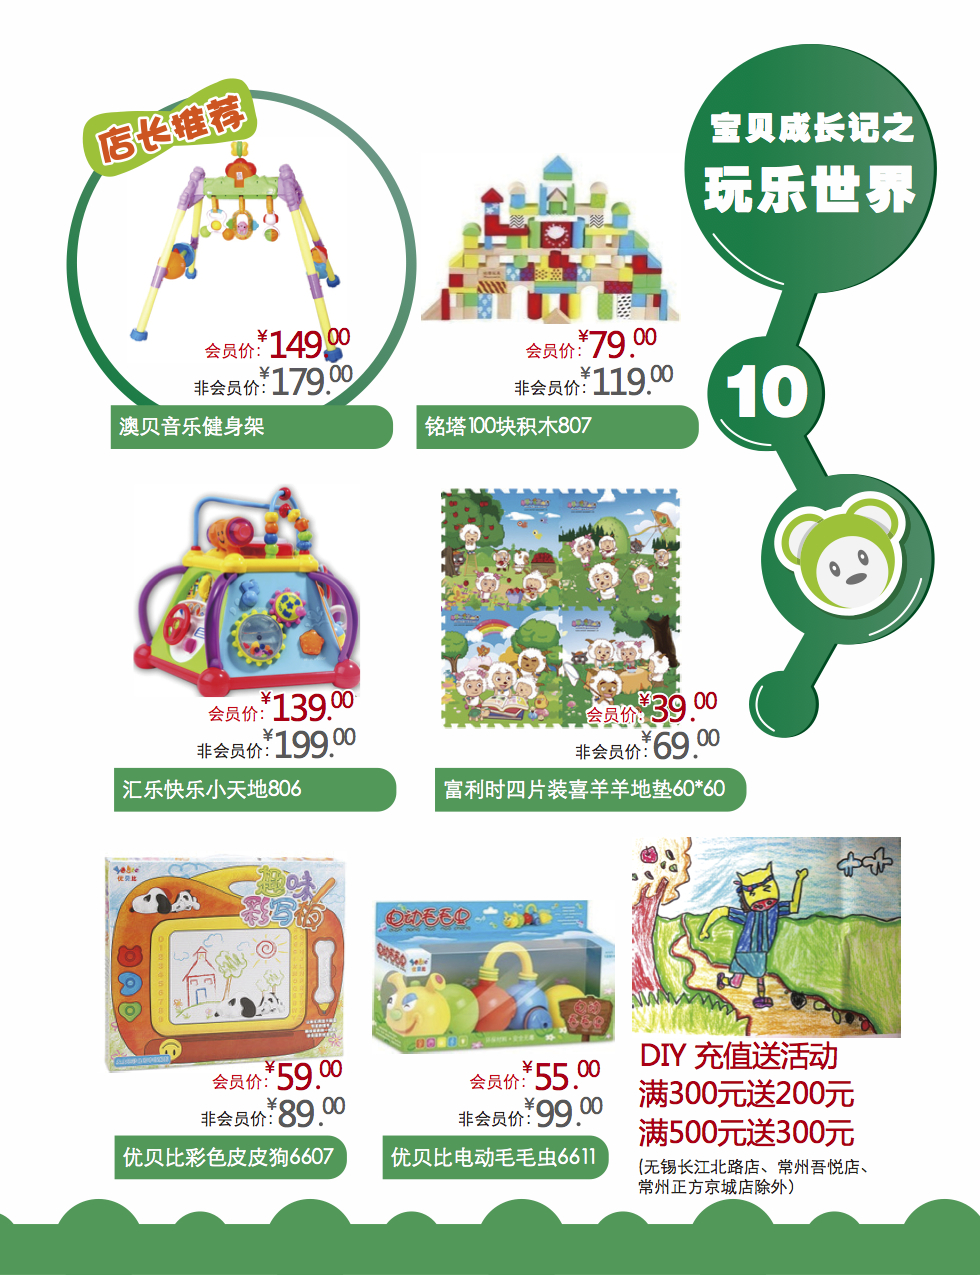 宝贝成长记之
玩乐世界
10
店长推荐
会员价:¥149.00
非会员价:¥179.00
澳贝音乐健身架
会员价:¥79.00
非会员价:¥119.00
铭塔100块积木807
会员价:¥139.00
非会员价:¥199.00
汇乐快乐小天地806
会员价:¥39.00
非会员价:¥69.00
富利时四片装喜羊羊地垫60*60
优贝比
趣味
彩写板
会员价:¥59.00
非会员价:¥89.00
优贝比彩色皮皮狗6607
电动毛毛虫
会员价:¥55.00
非会员价:¥99.00
优贝比电动毛毛虫6611
DIY 充值送活动
满300元送200元
满500元送300元
(无锡长江北路店、常州吾悦店、
常州正方京城店除外)